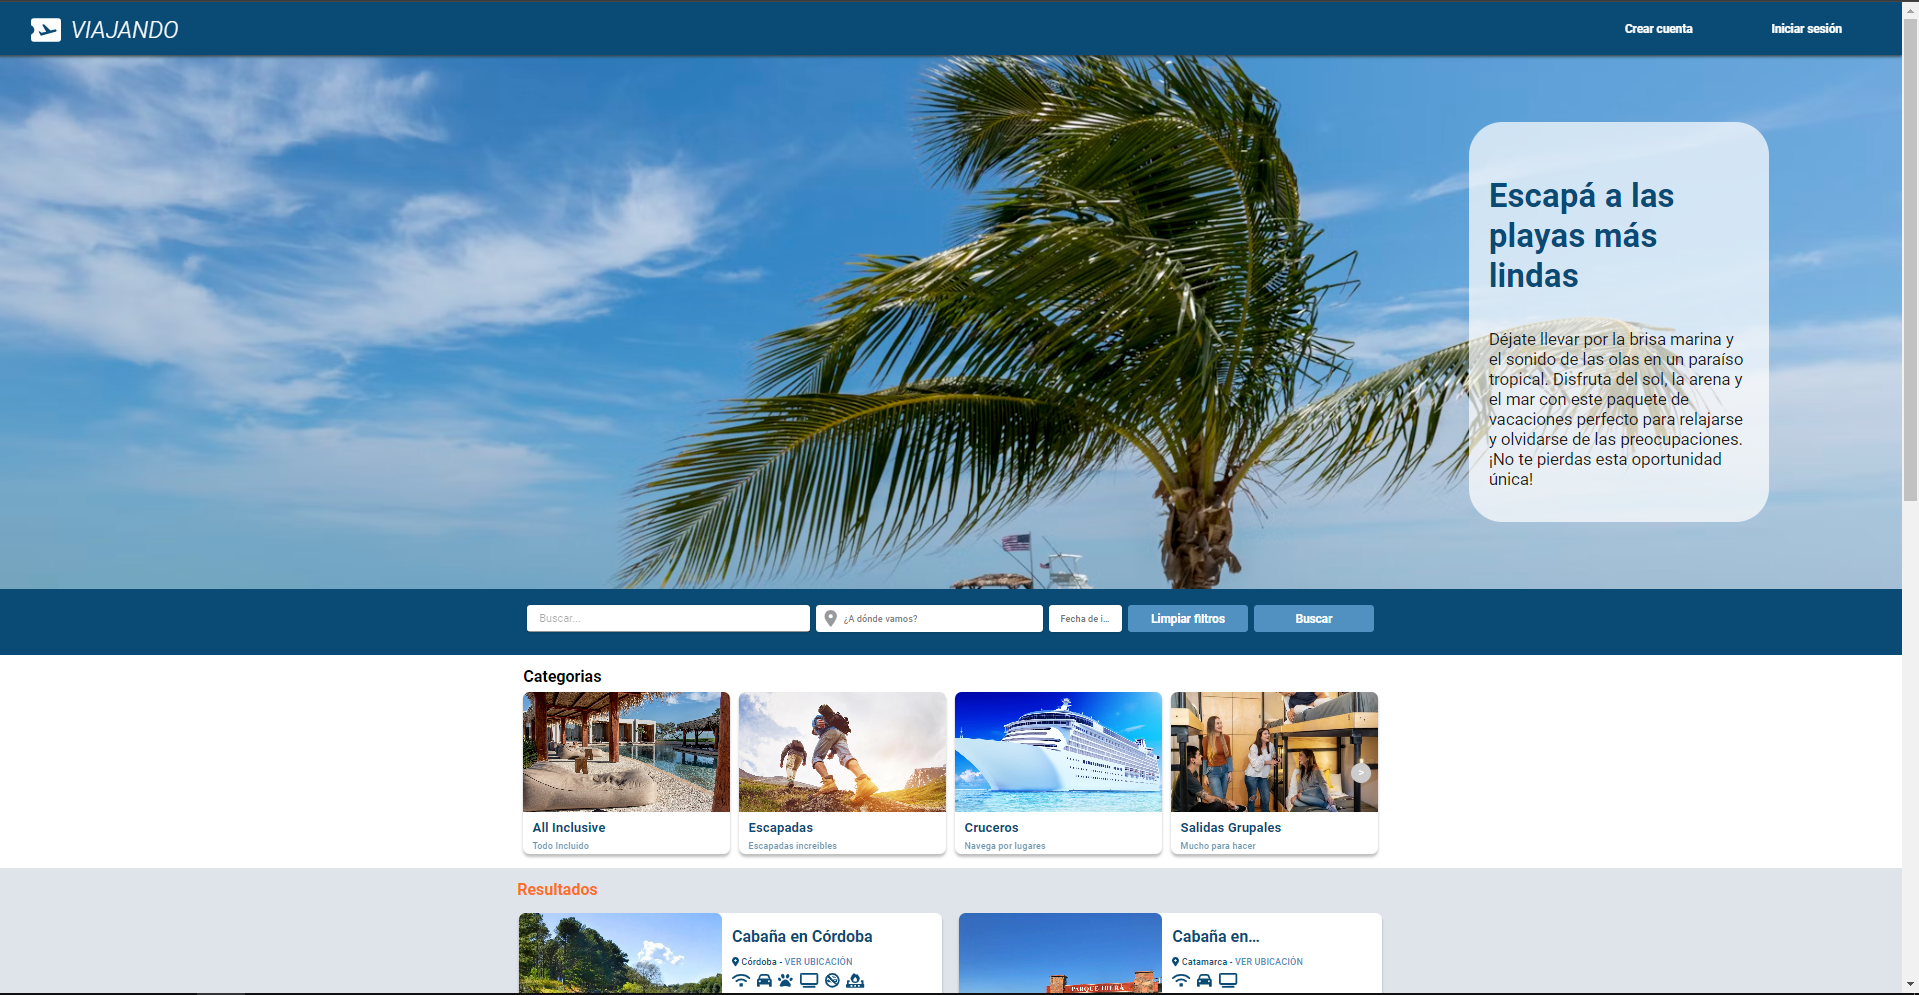 VIAJANDO
Crear cuenta
Iniciar sesión
Escapá a las
playas más
lindas
Déjate llevar por la brisa marina y
el sonido de las olas en un paraíso
tropical. Disfruta del sol, la arena y
el mar con este paquete de
vacaciones perfecto para relajarse
y olvidarse de las preocupaciones.
¡No te pierdas esta oportunidad
única!
Buscar...
¿A dónde vamos?
Fecha de i...
Limpiar filtros
Buscar
Categorias
>
All Inclusive
Todo Incluido
Escapadas
Escapadas increibles
Cruceros
Navega por lugares
Salidas Grupales
Mucho para hacer
Resultados
Cabaña en Córdoba
Córdoba - VER UBICACIÓN
PARQUE
Cabaña en...
Catamarca - VER UBICACIÓN